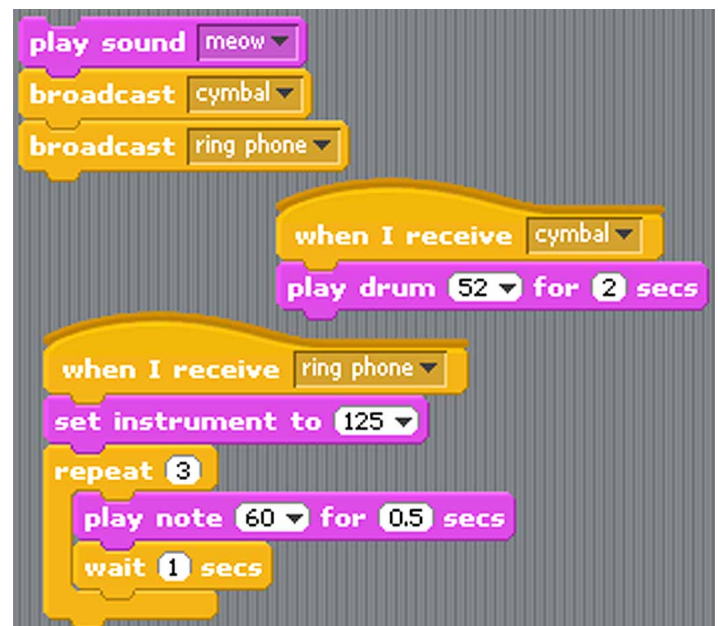 play sound meow
broadcast cymbal
broadcast ring phone
when I receive cymbal
play drum 52 for 2 secs
when I receive ring phone
set instrument to 125
repeat 3
play note 60 for 0.5 secs
wait 1 secs